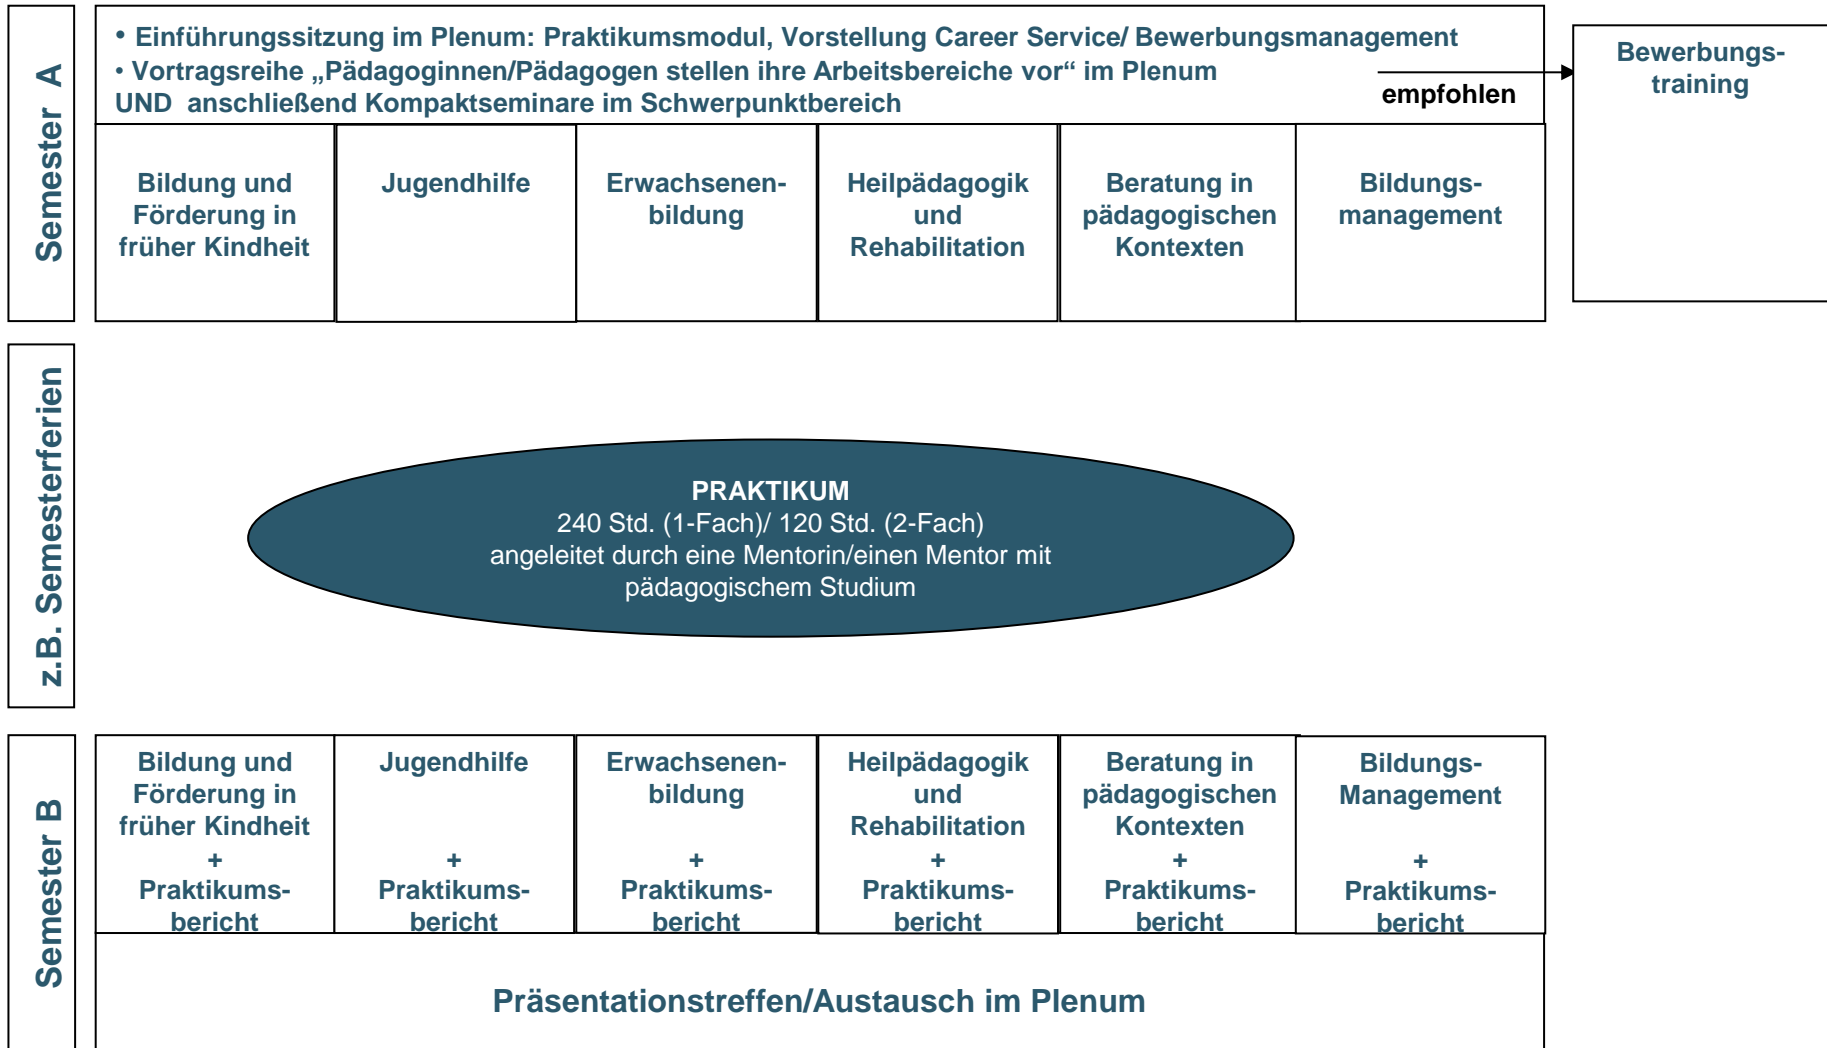 Semester A
• Einführungssitzung im Plenum: Praktikumsmodul, Vorstellung Career Service/ Bewerbungsmanagement
• Vortragsreihe „Pädagoginnen/Pädagogen stellen ihre Arbeitsbereiche vor“ im Plenum
UND anschließend Kompaktseminare im Schwerpunktbereich
empfohlen
Bewerbungs-
training
Bildung und
Förderung in
früher Kindheit
Jugendhilfe
Erwachsenen-
bildung
Heilpädagogik
und
Rehabilitation
Beratung in
pädagogischen
Kontexten
Bildungs-
management
z.B. Semesterferien
PRAKTIKUM
240 Std. (1-Fach)/ 120 Std. (2-Fach)
angeleitet durch eine Mentorin/einen Mentor mit
pädagogischem Studium
Semester B
Bildung und
Förderung in
früher Kindheit
+
Praktikums-
bericht
Jugendhilfe
+
Praktikums-
bericht
Erwachsenen-
bildung
+
Praktikums-
bericht
Heilpädagogik
und
Rehabilitation
+
Praktikums-
bericht
Beratung in
pädagogischen
Kontexten
+
Praktikums-
bericht
Bildungs-
Management
+
Praktikums-
bericht
Präsentationstreffen/Austausch im Plenum